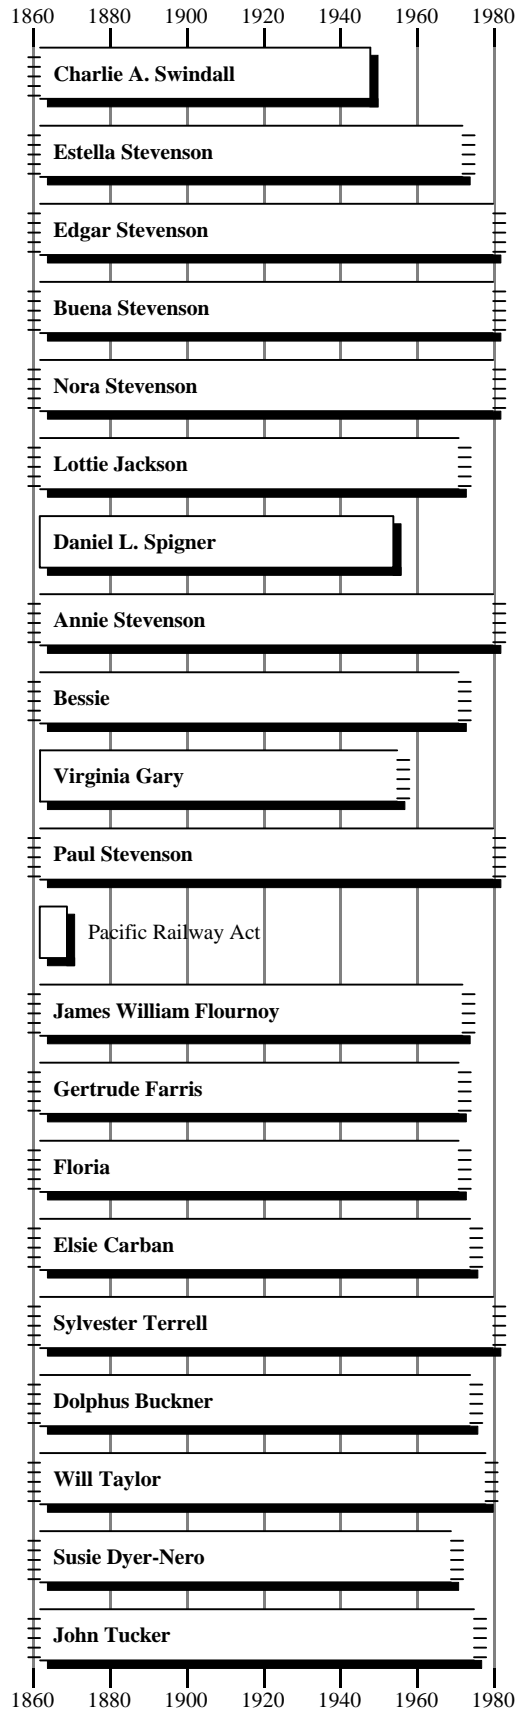 1860 1880 1900 1920 1940 1960 1980
Charlie A. Swindall
Estella Stevenson
Edgar Stevenson
Buena Stevenson
Nora Stevenson
Lottie Jackson
Daniel L. Spigner
Annie Stevenson
Bessie
Virginia Gary
Paul Stevenson
Pacific Railway Act
James William Flournoy
Gertrude Farris
Floria
Elsie Carban
Sylvester Terrell
Dolphus Buckner
Will Taylor
Susie Dyer-Nero
John Tucker
1860 1880 1900 1920 1940 1960 1980